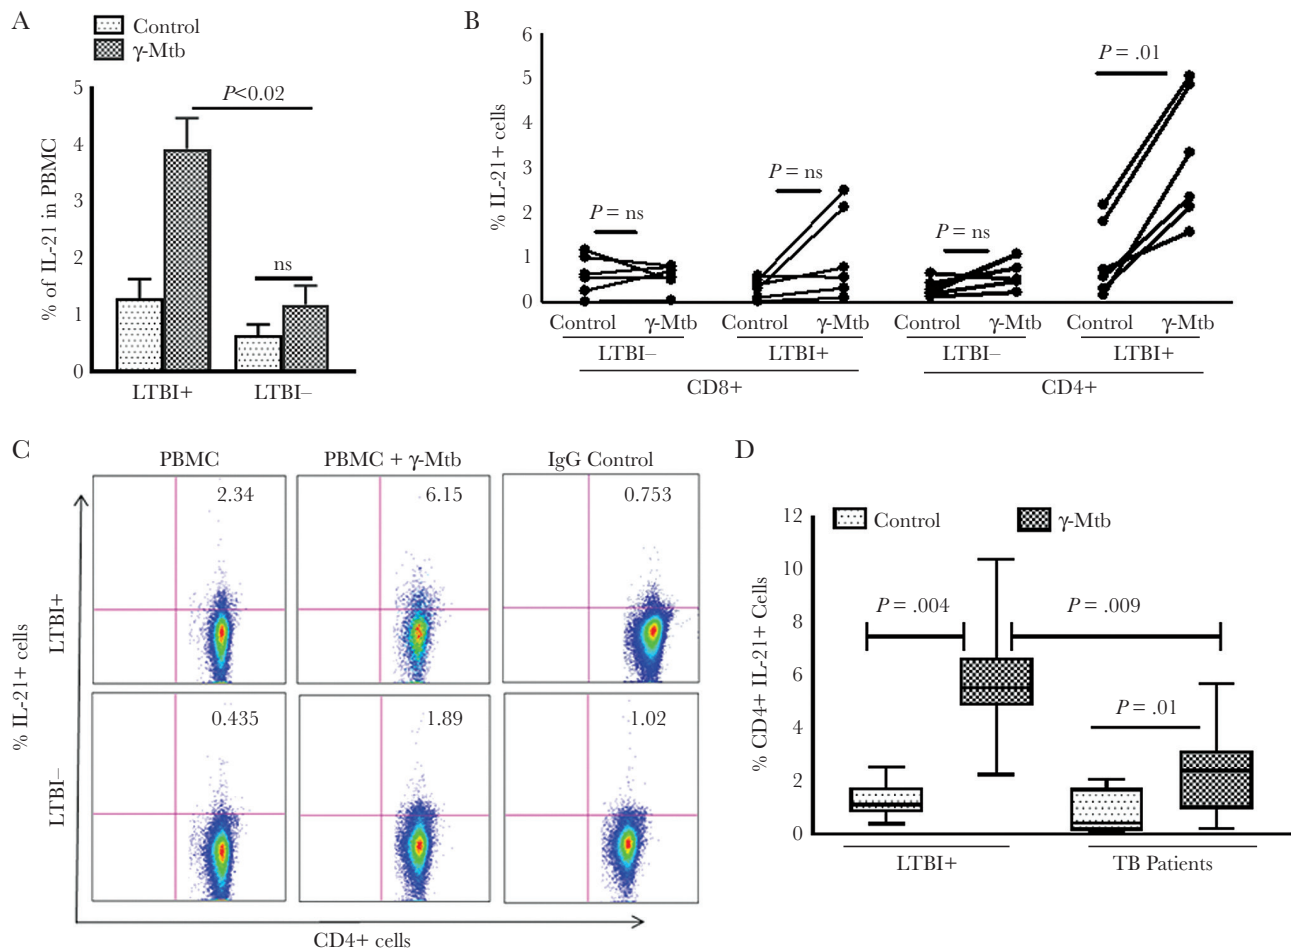 A
Control
γ-Mtb
P<0.02
ns
5
4
3
2
1
0
% of IL-21 in PBMC
LTBI+ LTBI–
B
6
5
4
3
2
1
0
% IL-21+ cells
P = ns
P = ns
P = ns
P = .01
Control γ-Mtb Control γ-Mtb Control γ-Mtb Control γ-Mtb
LTBI– LTBI+ LTBI– LTBI+
CD8+ CD4+
C
PBMC PBMC + γ-Mtb IgG Control
2.34 6.15 0.753
LTBI+
0.435 1.89 1.02
LTBI–
% IL-21+ cells
CD4+ cells
D
Control γ-Mtb
12
10
8
6
4
2
0
% CD4+ IL-21+ Cells
P = .004 P = .009
P = .01
LTBI+ TB Patients